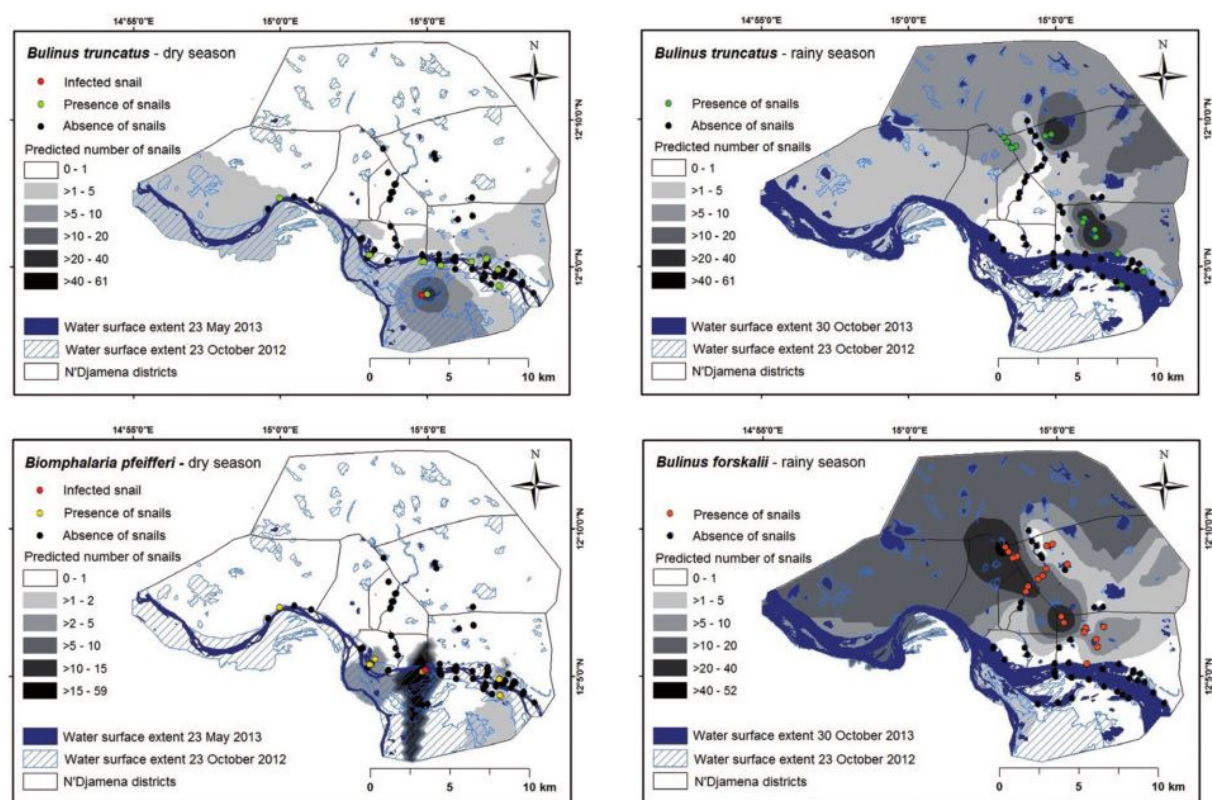 14°55'0"E 15°0'0"E 15°5'0"E
Bulinus truncatus - dry season
N
Infected snail
Presence of snails
Absence of snails
Predicted number of snails
0 - 1
>1 - 5
>5 - 10
>10 - 20
>20 - 40
>40 - 61
Water surface extent 23 May 2013
Water surface extent 23 October 2012
N'Djamena districts
0 5 10 km
12°10'0"N
12°5'0"N
14°55'0"E 15°0'0"E 15°5'0"E
Bulinus truncatus - rainy season
N
Presence of snails
Absence of snails
Predicted number of snails
0 - 1
>1 - 5
>5 - 10
>10 - 20
>20 - 40
>40 - 61
Water surface extent 30 October 2013
Water surface extent 23 October 2012
N'Djamena districts
0 5 10 km
12°10'0"N
12°5'0"N
14°55'0"E 15°0'0"E 15°5'0"E
Biomphalaria pfeifferi - dry season
N
Infected snail
Presence of snails
Absence of snails
Predicted number of snails
0 - 1
>1 - 2
>2 - 5
>5 - 10
>10 - 15
>15 - 59
Water surface extent 23 May 2013
Water surface extent 23 October 2012
N'Djamena districts
0 5 10 km
12°10'0"N
12°5'0"N
14°55'0"E 15°0'0"E 15°5'0"E
Bulinus forskalii - rainy season
N
Presence of snails
Absence of snails
Predicted number of snails
0 - 1
>1 - 5
>5 - 10
>10 - 20
>20 - 40
>40 - 52
Water surface extent 30 October 2013
Water surface extent 23 October 2012
N'Djamena districts
0 5 10 km
12°10'0"N
12°5'0"N